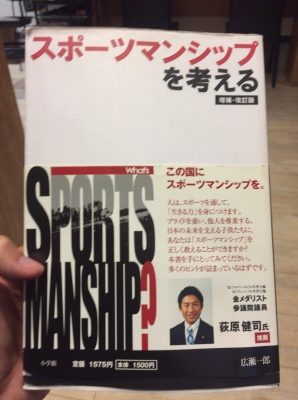 スポーツマンシップ
を考える
増補・改訂版
What's
SPORTS
MANSHIP?
この国に
スポーツマンシップを。
人は、スポーツを通して、
「生きる力」を身につけます。
プライドを養い、他人を尊重する。
日本の未来を支える子供たちに、
あなたは「スポーツマンシップ」を
正しく教えることができますか？
本書を手にとってみてください。
多くのヒントが詰まっているはずです。
金メダリスト
参議院議員
荻原健司氏
推薦
小学館
定価 1575円
本体 1500円
広瀬一郎